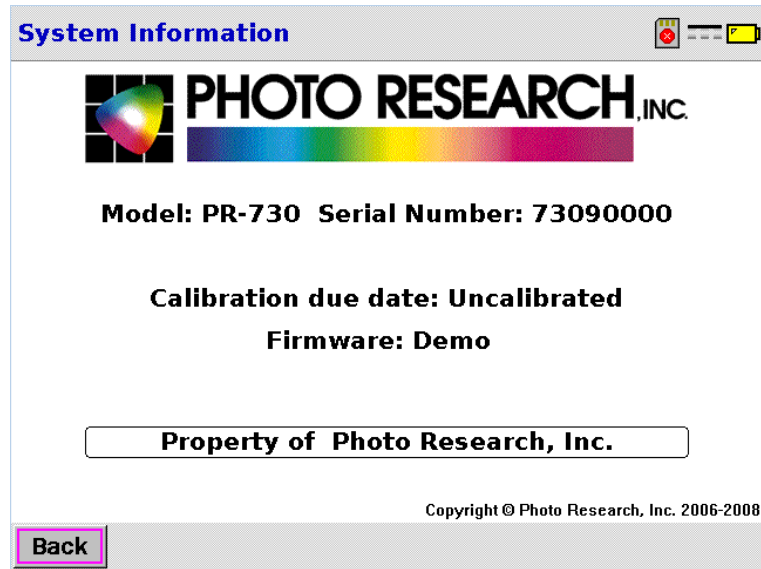 System Information
PHOTO RESEARCH, INC.
Model: PR-730 Serial Number: 73090000
Calibration due date: Uncalibrated
Firmware: Demo
Property of Photo Research, Inc.
Copyright © Photo Research, Inc. 2006-2008
Back